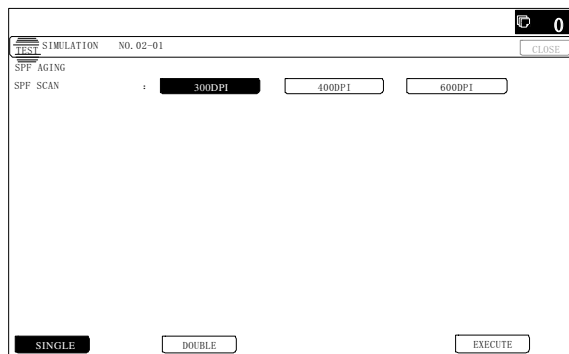 0
TEST SIMULATION NO.02-01 CLOSE
SPF AGING
SPF SCAN : 300DPI 400DPI 600DPI
SINGLE DOUBLE EXECUTE